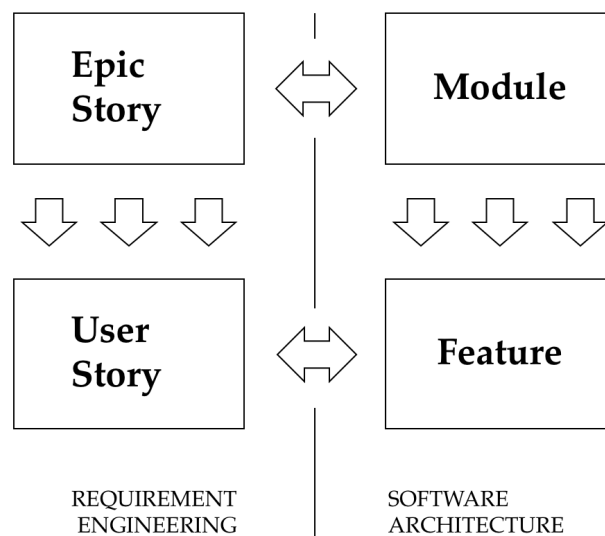 Epic
Story
Module
User
Story
Feature
REQUIREMENT
ENGINEERING
SOFTWARE
ARCHITECTURE